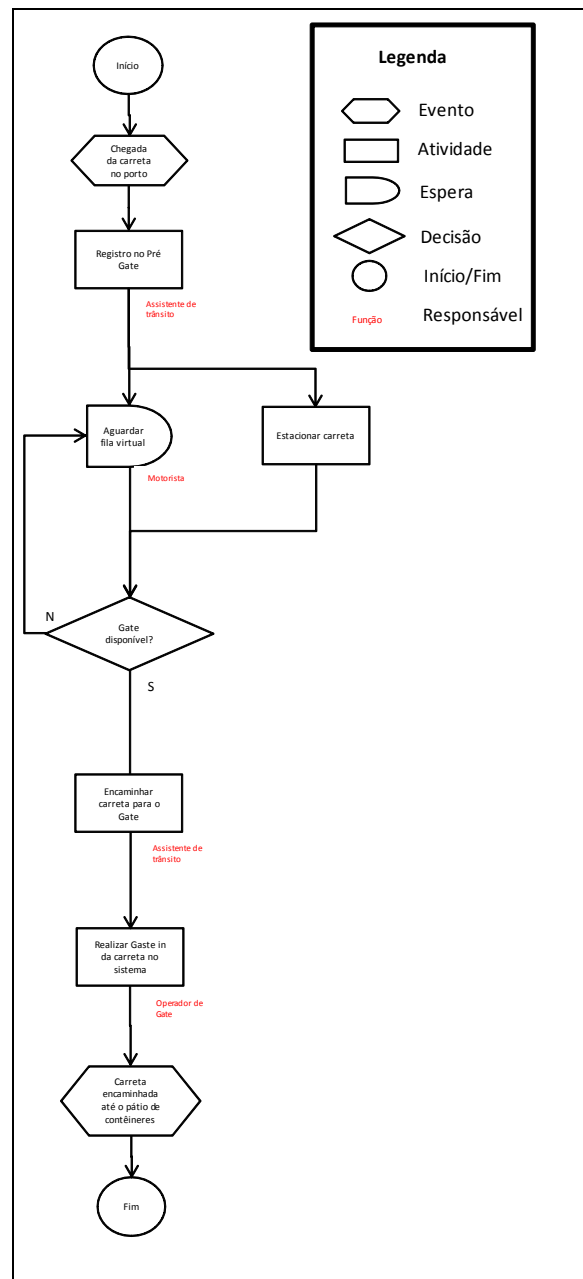 Início
Legenda
Evento
Atividade
Espera
Decisão
Início/Fim
Função
Responsável
Chegada
da carreta
no porto
Registro no Pré
Gate
Assistente de
trânsito
Aguardar
fila virtual
Estacionar carreta
Motorista
N
Gate
disponível?
S
Encaminhar
carreta para o
Gate
Assistente de
trânsito
Realizar Gaste in
da carreta no
sistema
Operador de
Gate
Carreta
encaminhada
até o pátio de
contêineres
Fim